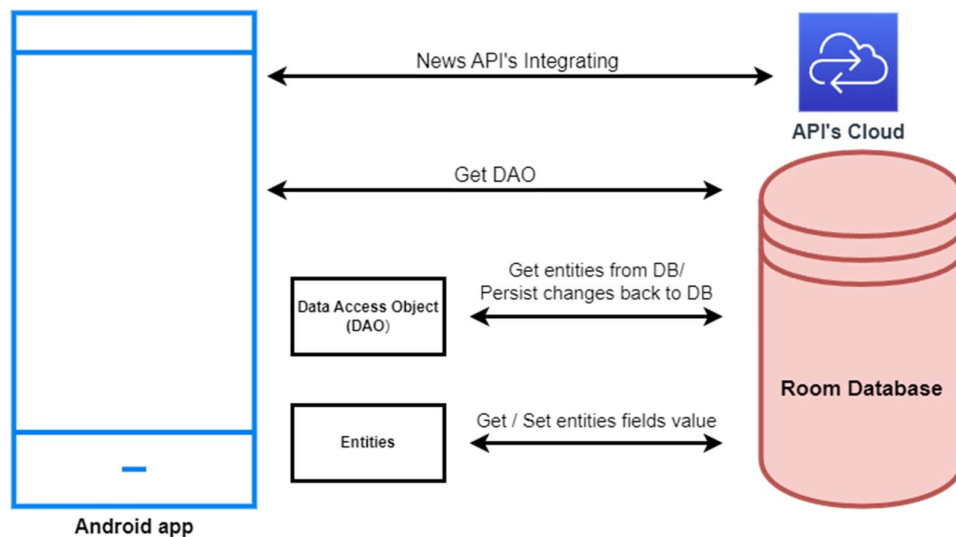 News API's Integrating
API's Cloud
Get DAO
Get entities from DB/
Persist changes back to DB
Data Access Object
(DAO)
Room Database
Get / Set entities fields value
Entities
Android app